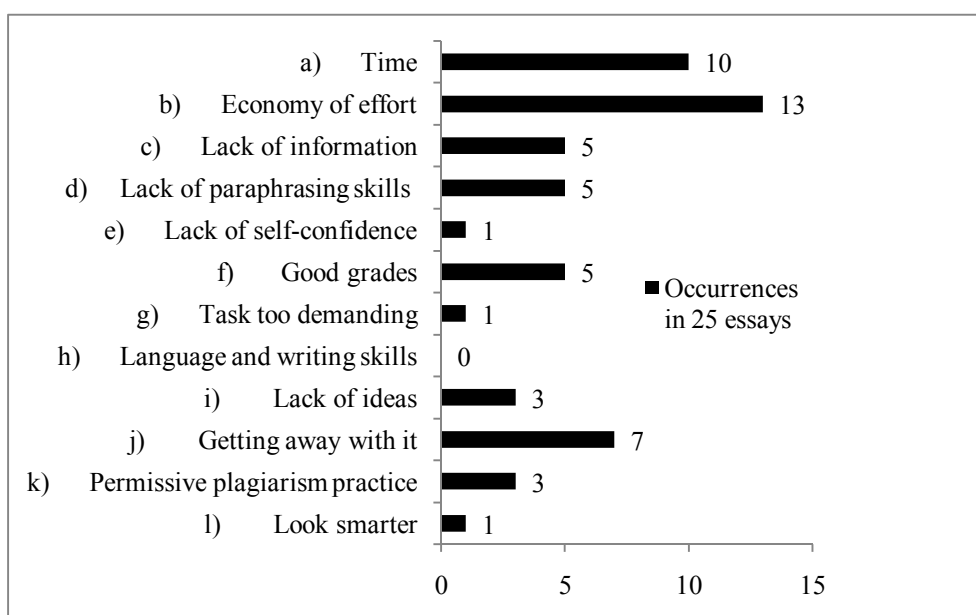 a) Time 10
b) Economy of effort 13
c) Lack of information 5
d) Lack of paraphrasing skills 5
e) Lack of self-confidence 1
f) Good grades 5
g) Task too demanding 1
h) Language and writing skills 0
i) Lack of ideas 3
j) Getting away with it 7
k) Permissive plagiarism practice 3
l) Look smarter 1
Occurrences
in 25 essays
0 5 10 15